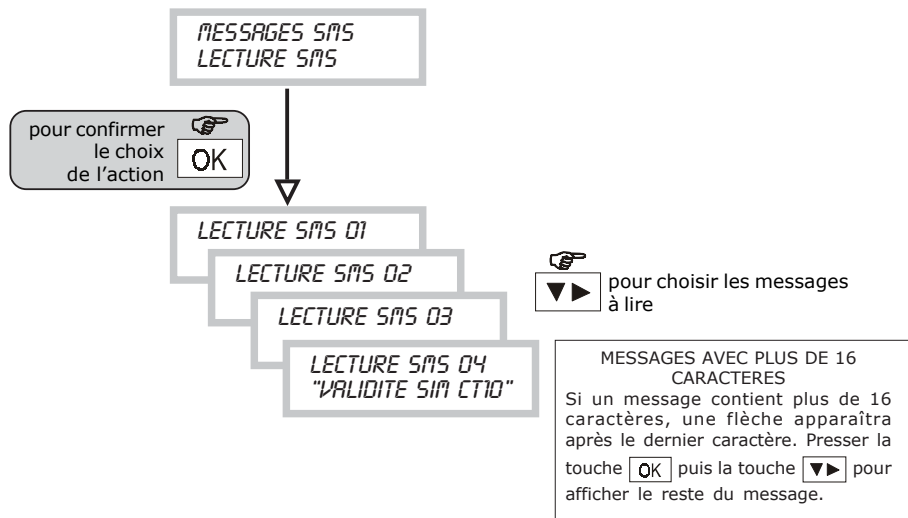 MESSAGES SMS
LECTURE SMS
pour confirmer
le choix
de l'action
OK
LECTURE SMS 01
LECTURE SMS 02
LECTURE SMS 03
LECTURE SMS 04
"VALIDITE SIM CT10"
▼▶ pour choisir les messages
à lire
MESSAGES AVEC PLUS DE 16
CARACTERES
Si un message contient plus de 16
caractères, une flèche apparaîtra
après le dernier caractère. Presser la
touche OK puis la touche ▼▶ pour
afficher le reste du message.